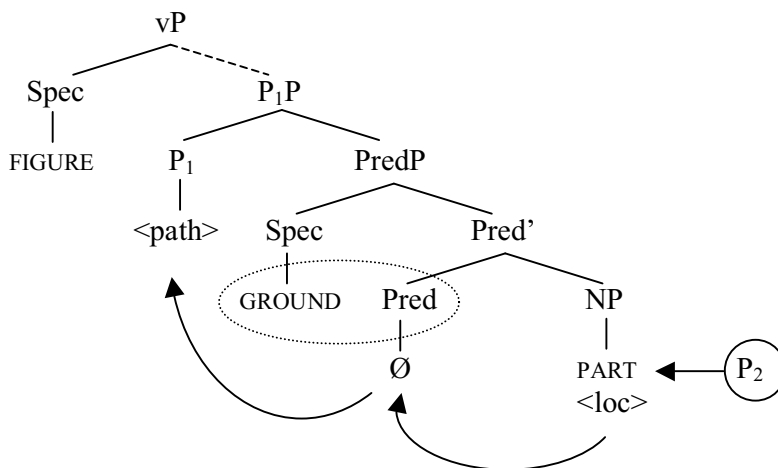 vP
Spec P₁P
FIGURE P₁ PredP
<path> Spec Pred’
GROUND Pred NP
Ø PART P₂
<loc>